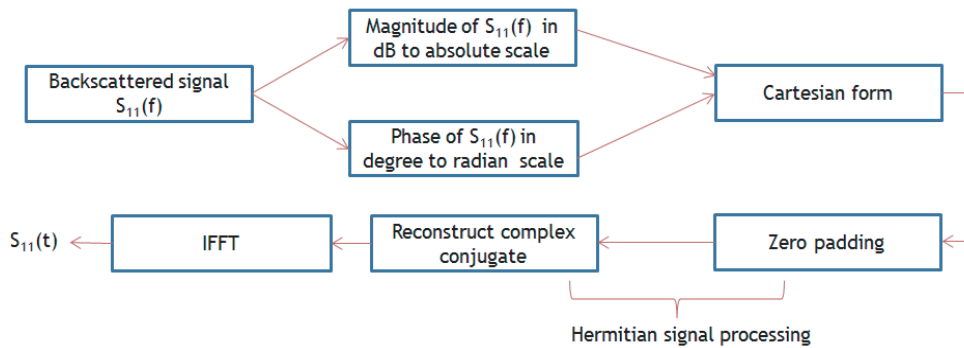 Backscattered signal
S₁₁(f)
Magnitude of S₁₁(f) in
dB to absolute scale
Phase of S₁₁(f) in
degree to radian scale
Cartesian form
S₁₁(t)
IFFT
Reconstruct complex
conjugate
Zero padding
Hermitian signal processing